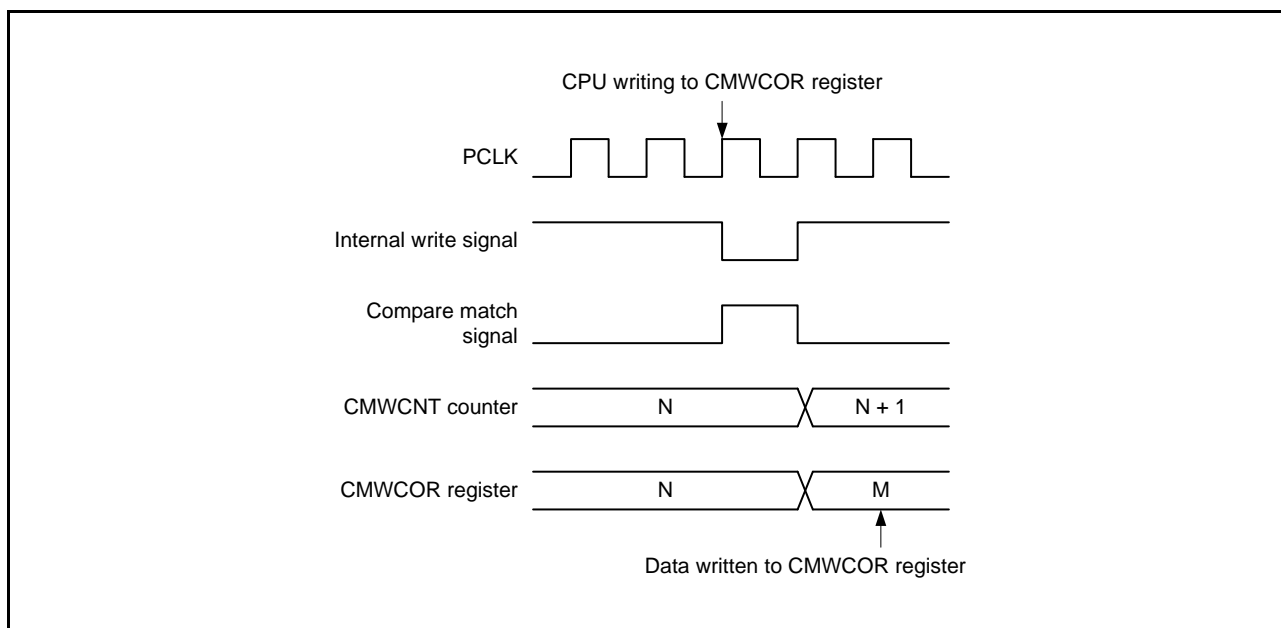 CPU writing to CMWCOR register
PCLK
Internal write signal
Compare match
signal
CMWCNT counter
N
N + 1
CMWCOR register
N
M
Data written to CMWCOR register